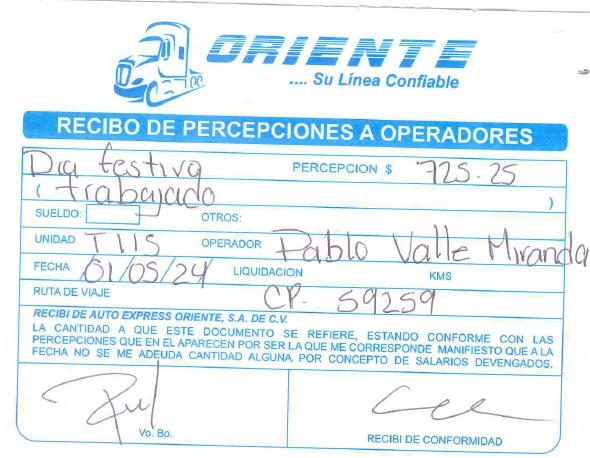 ORIENTE
.... Su Línea Confiable
RECIBO DE PERCEPCIONES A OPERADORES
Dia festivo PERCEPCION $ 725.25
( trabajado )
SUELDO: OTROS:
UNIDAD T115 OPERADOR Pablo Valle Miranda
FECHA 01/05/24 LIQUIDACION KMS
RUTA DE VIAJE CP. 59259
RECIBI DE AUTO EXPRESS ORIENTE, S.A. DE C.V.
LA CANTIDAD A QUE ESTE DOCUMENTO SE REFIERE, ESTANDO CONFORME CON LAS
PERCEPCIONES QUE EN EL APARECEN POR SER LA QUE ME CORRESPONDE MANIFIESTO QUE A LA
FECHA NO SE ME ADEUDA CANTIDAD ALGUNA POR CONCEPTO DE SALARIOS DEVENGADOS.
Vo. Bo. RECIBI DE CONFORMIDAD